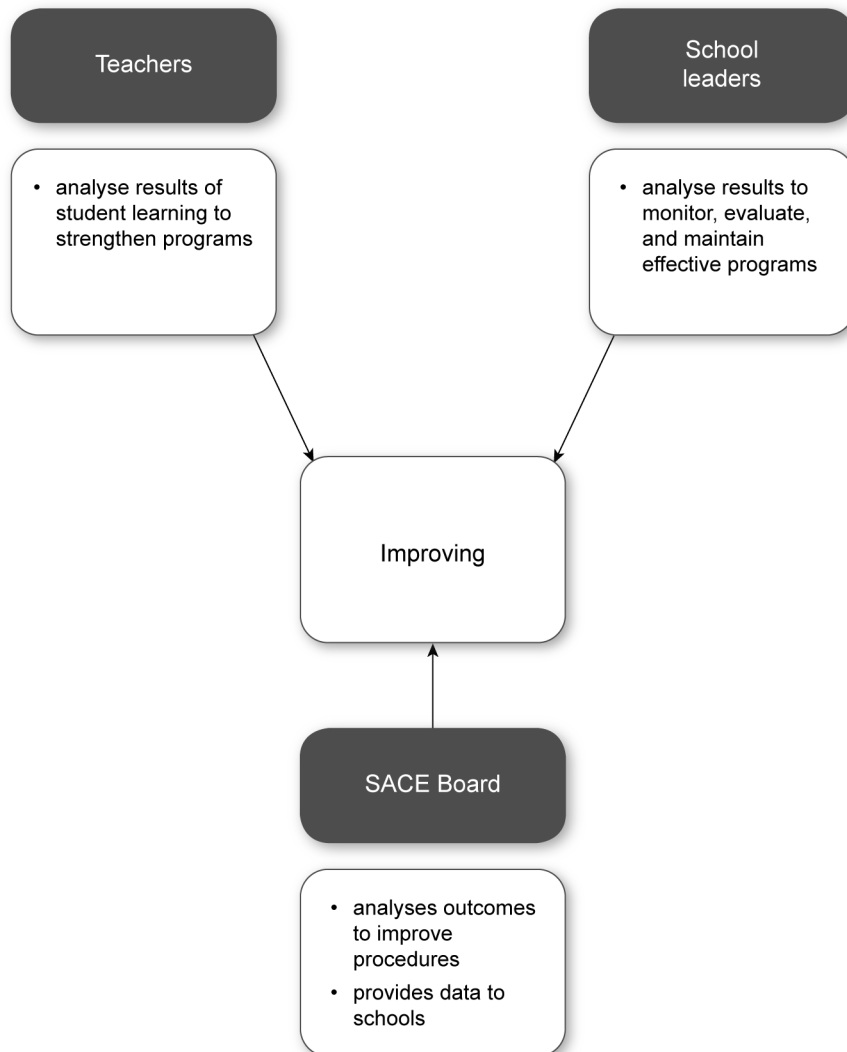 Teachers
• analyse results of
student learning to
strengthen programs
School
leaders
• analyse results to
monitor, evaluate,
and maintain
effective programs
Improving
SACE Board
• analyses outcomes
to improve
procedures
• provides data to
schools